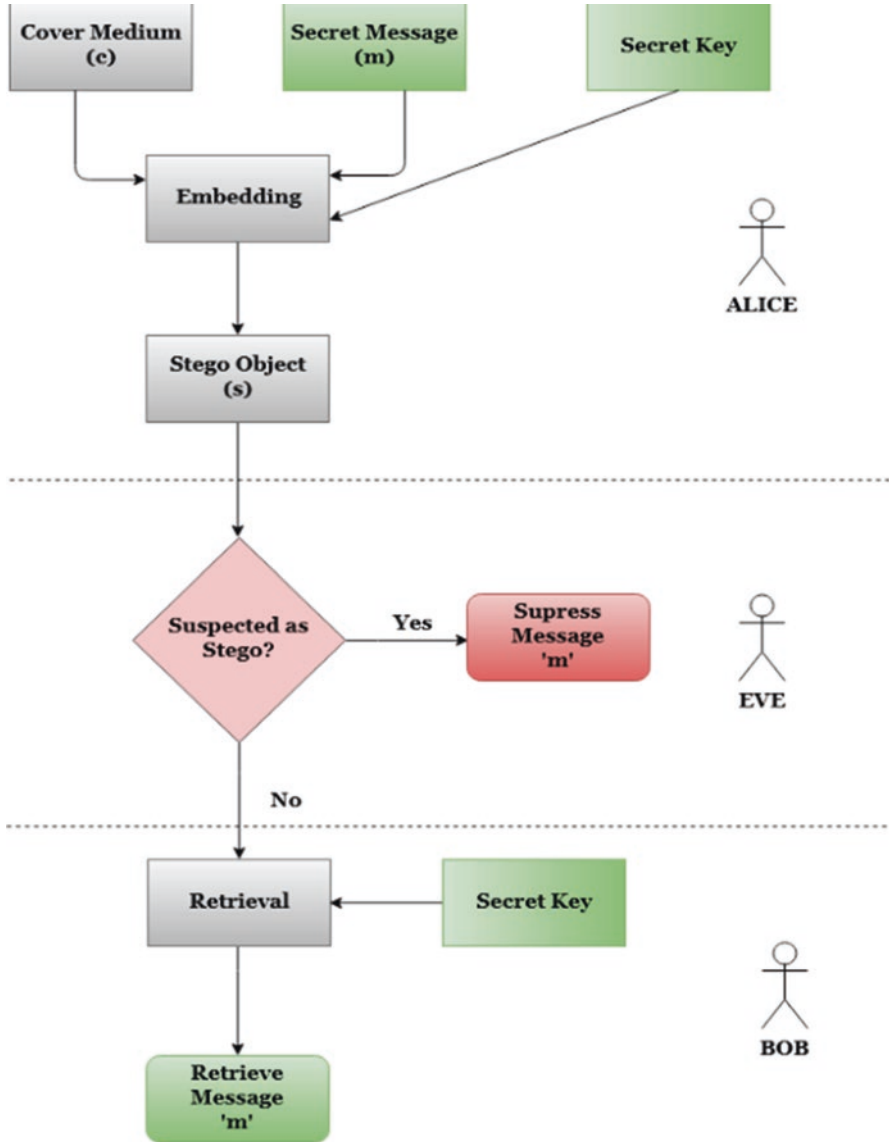 Cover Medium
(c)
Secret Message
(m)
Secret Key
Embedding
ALICE
Stego Object
(s)
Suspected as
Stego?
Yes
Supress
Message
'm'
EVE
No
Retrieval
Secret Key
BOB
Retrieve
Message
'm'